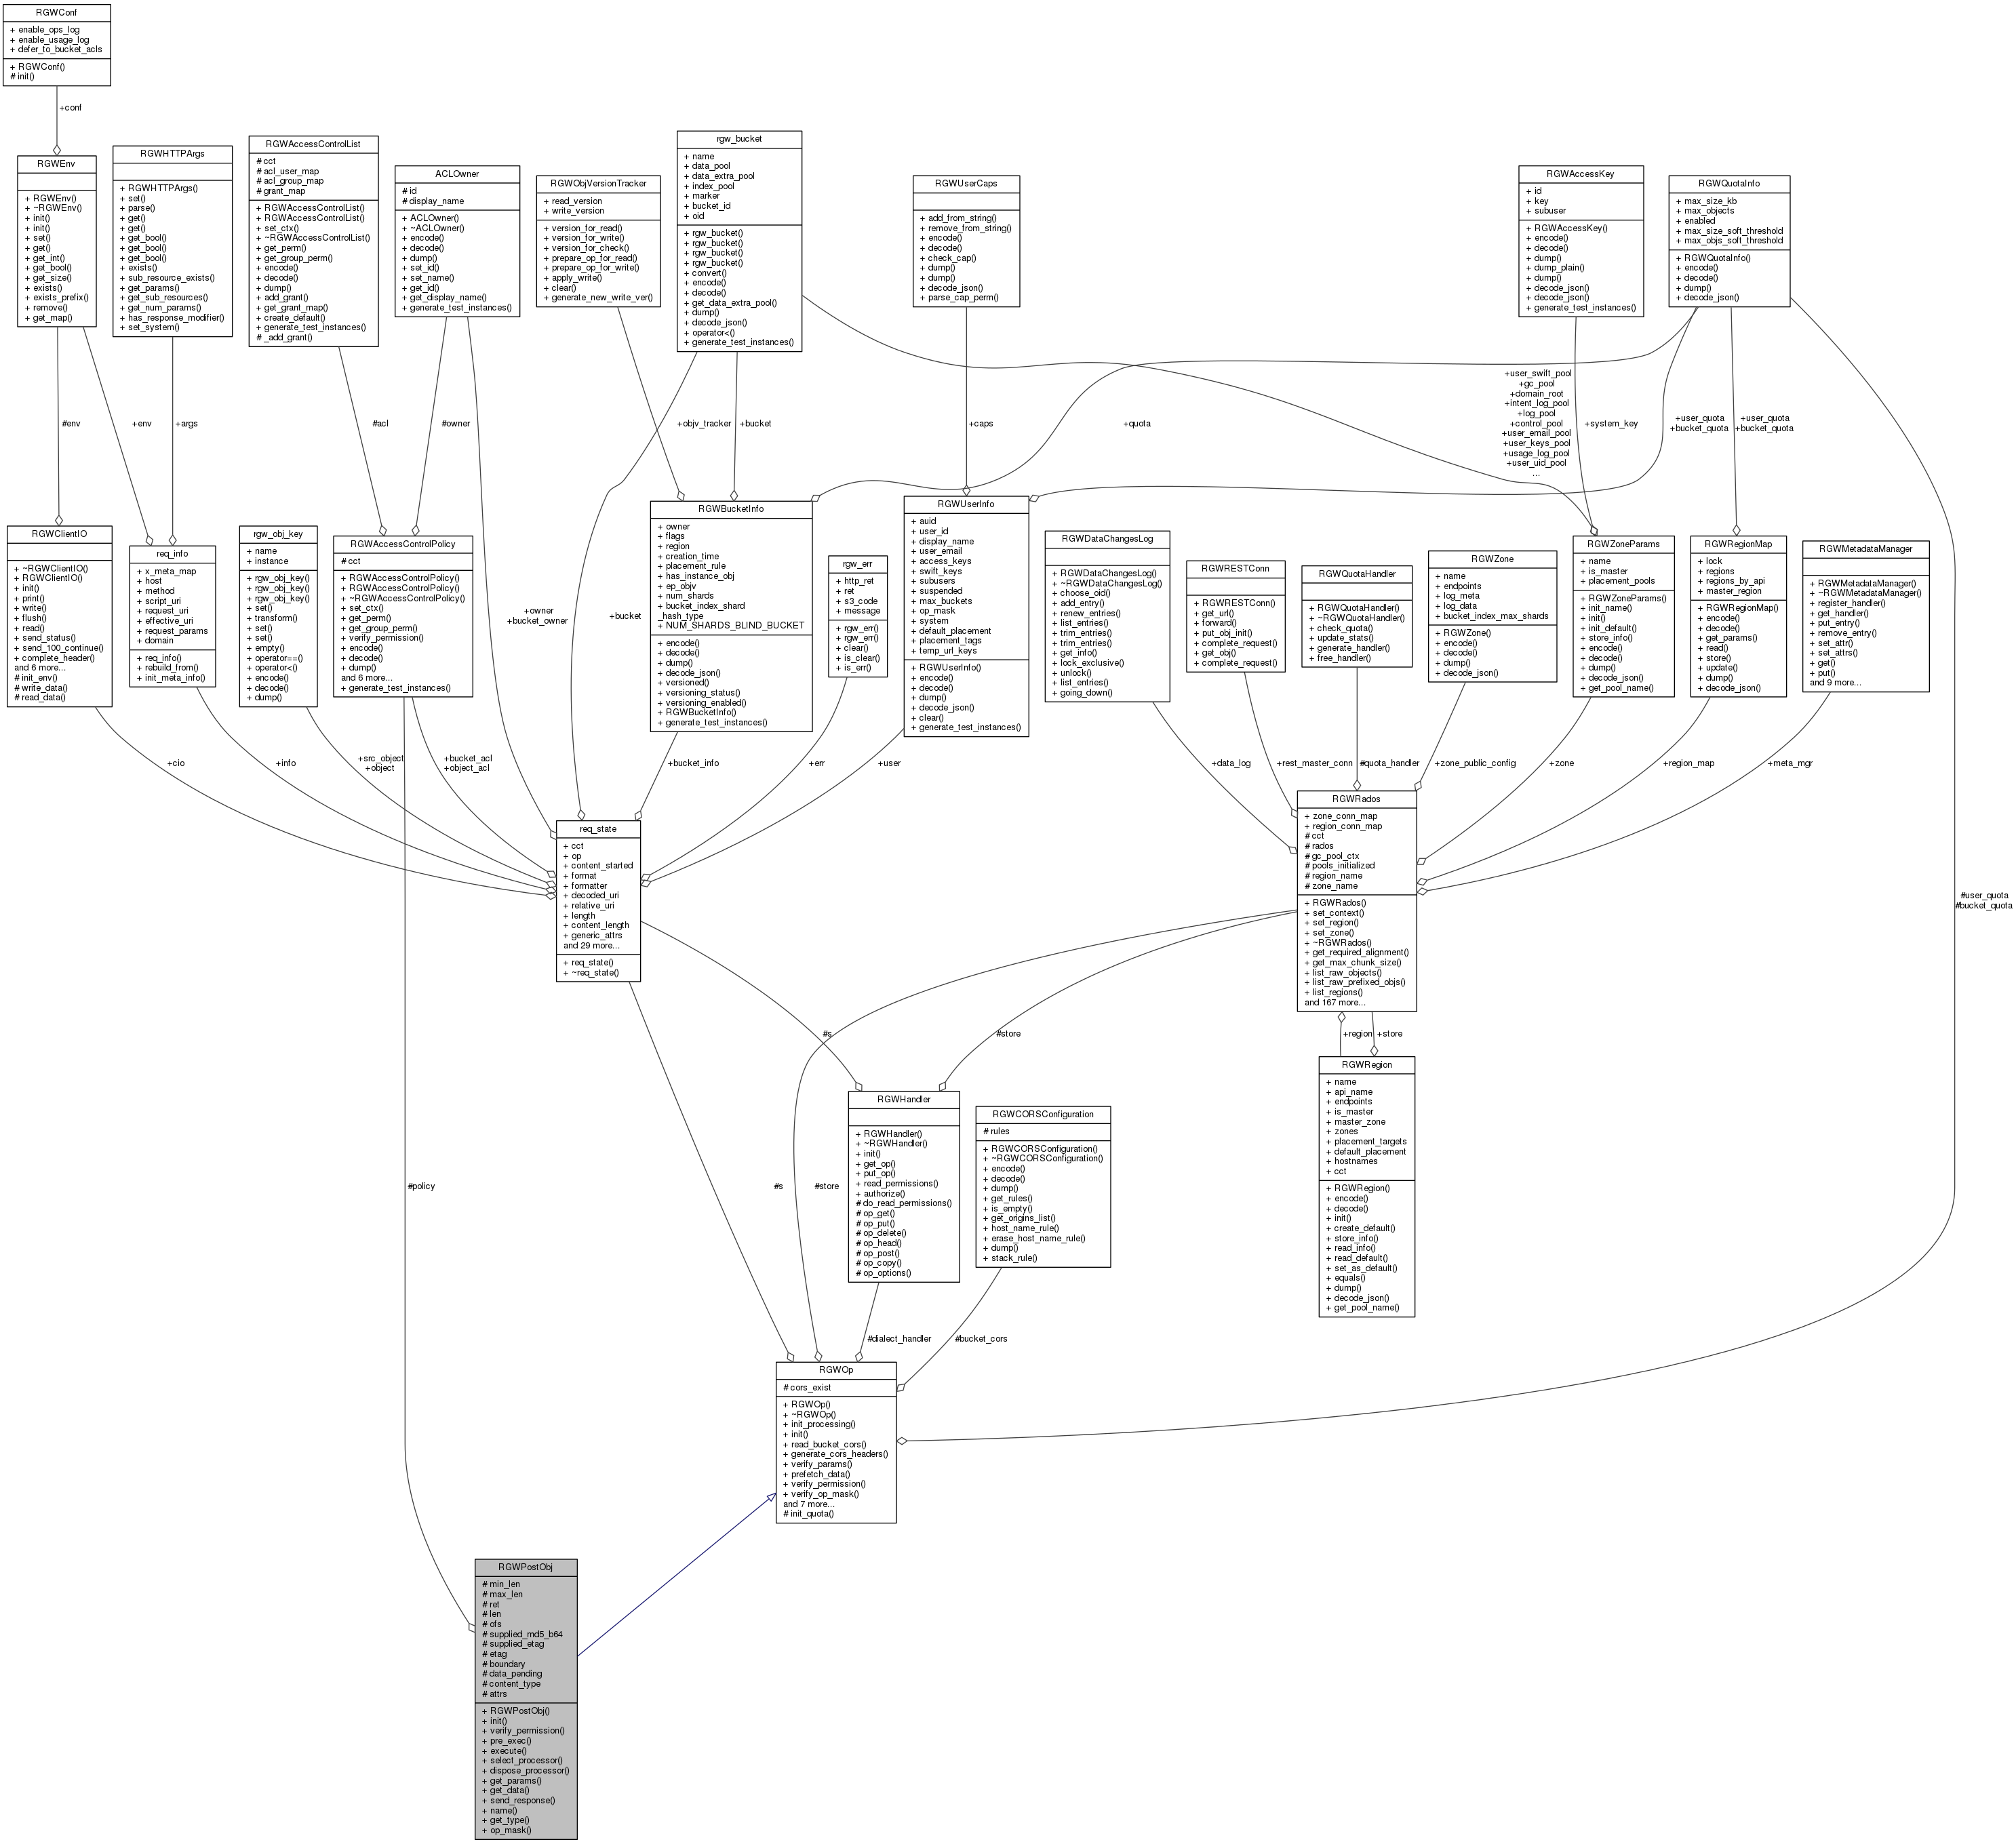 RGWConf
+ enable_ops_log
+ enable_usage_log
+ defer_to_bucket_acls
+ RGWConf()
# init()
+conf
RGWEnv
+ RGWEnv()
+ ~RGWEnv()
+ init()
+ init()
+ set()
+ get()
+ get_int()
+ get_bool()
+ get_size()
+ exists()
+ exists_prefix()
+ remove()
+ get_map()
RGWHTTPArgs
+ RGWHTTPArgs()
+ set()
+ parse()
+ get()
+ get()
+ get_bool()
+ get_bool()
+ get_bool()
+ exists()
+ sub_resource_exists()
+ get_params()
+ get_sub_resources()
+ get_num_params()
+ has_response_modifier()
+ set_system()
RGWAccessControlList
# cct
# acl_user_map
# acl_group_map
# grant_map
+ RGWAccessControlList()
+ RGWAccessControlList()
+ set_ctx()
+ ~RGWAccessControlList()
+ get_perm()
+ get_group_perm()
+ encode()
+ decode()
+ dump()
+ add_grant()
+ get_grant_map()
+ create_default()
+ generate_test_instances()
# _add_grant()
ACLOwner
# id
# display_name
+ ACLOwner()
+ ~ACLOwner()
+ encode()
+ decode()
+ dump()
+ set_id()
+ set_name()
+ get_id()
+ get_display_name()
+ generate_test_instances()
RGWObjVersionTracker
+ read_version
+ write_version
+ version_for_read()
+ version_for_write()
+ version_for_check()
+ prepare_op_for_read()
+ prepare_op_for_write()
+ apply_write()
+ clear()
+ generate_new_write_ver()
rgw_bucket
+ name
+ data_pool
+ data_extra_pool
+ index_pool
+ marker
+ bucket_id
+ oid
+ rgw_bucket()
+ rgw_bucket()
+ rgw_bucket()
+ rgw_bucket()
+ convert()
+ encode()
+ decode()
+ get_data_extra_pool()
+ dump()
+ decode_json()
+ operator<()
+ generate_test_instances()
RGWUserCaps
+ add_from_string()
+ remove_from_string()
+ encode()
+ decode()
+ check_cap()
+ dump()
+ dump()
+ decode_json()
+ parse_cap_perm()
RGWAccessKey
+ id
+ key
+ subuser
+ RGWAccessKey()
+ encode()
+ decode()
+ dump()
+ dump_plain()
+ dump()
+ decode_json()
+ decode_json()
+ generate_test_instances()
RGWQuotaInfo
+ max_size_kb
+ max_objects
+ enabled
+ max_size_soft_threshold
+ max_objs_soft_threshold
+ RGWQuotaInfo()
+ encode()
+ decode()
+ dump()
+ decode_json()
#env
+env
+args
#acl
#owner
+objv_tracker
+bucket
+caps
+quota
+user_swift_pool
+gc_pool
+domain_root
+intent_log_pool
+log_pool
+control_pool
+user_email_pool
+user_keys_pool
+usage_log_pool
+user_uid_pool
...
+system_key
+user_quota
+bucket_quota
+user_quota
+bucket_quota
+owner
+bucket_owner
+bucket
RGWClientIO
+ ~RGWClientIO()
+ RGWClientIO()
+ init()
+ print()
+ write()
+ flush()
+ read()
+ send_status()
+ send_100_continue()
+ complete_header()
and 6 more...
# init_env()
# write_data()
# read_data()
req_info
+ x_meta_map
+ host
+ method
+ script_uri
+ request_uri
+ effective_uri
+ request_params
+ domain
+ req_info()
+ rebuild_from()
+ init_meta_info()
rgw_obj_key
+ name
+ instance
+ rgw_obj_key()
+ rgw_obj_key()
+ rgw_obj_key()
+ set()
+ transform()
+ set()
+ set()
+ empty()
+ operator==()
+ operator<()
+ encode()
+ decode()
+ dump()
RGWAccessControlPolicy
# cct
+ RGWAccessControlPolicy()
+ RGWAccessControlPolicy()
+ ~RGWAccessControlPolicy()
+ set_ctx()
+ get_perm()
+ get_group_perm()
+ verify_permission()
+ encode()
+ decode()
+ dump()
and 6 more...
+ generate_test_instances()
RGWBucketInfo
+ owner
+ flags
+ region
+ creation_time
+ placement_rule
+ has_instance_obj
+ ep_objv
+ num_shards
+ bucket_index_shard
_hash_type
+ NUM_SHARDS_BLIND_BUCKET
+ encode()
+ decode()
+ dump()
+ decode_json()
+ versioned()
+ versioning_status()
+ versioning_enabled()
+ RGWBucketInfo()
+ generate_test_instances()
rgw_err
+ http_ret
+ ret
+ s3_code
+ message
+ rgw_err()
+ rgw_err()
+ clear()
+ is_clear()
+ is_err()
RGWUserInfo
+ auid
+ user_id
+ display_name
+ user_email
+ access_keys
+ swift_keys
+ subusers
+ suspended
+ max_buckets
+ op_mask
+ system
+ default_placement
+ placement_tags
+ temp_url_keys
+ RGWUserInfo()
+ encode()
+ decode()
+ dump()
+ decode_json()
+ clear()
+ generate_test_instances()
RGWDataChangesLog
+ RGWDataChangesLog()
+ ~RGWDataChangesLog()
+ choose_oid()
+ add_entry()
+ renew_entries()
+ list_entries()
+ trim_entries()
+ trim_entries()
+ get_info()
+ lock_exclusive()
+ unlock()
+ list_entries()
+ going_down()
RGWRESTConn
+ RGWRESTConn()
+ get_url()
+ forward()
+ put_obj_init()
+ complete_request()
+ get_obj()
+ complete_request()
RGWQuotaHandler
+ RGWQuotaHandler()
+ ~RGWQuotaHandler()
+ check_quota()
+ update_stats()
+ generate_handler()
+ free_handler()
RGWZone
+ name
+ endpoints
+ log_meta
+ log_data
+ bucket_index_max_shards
+ RGWZone()
+ encode()
+ decode()
+ dump()
+ decode_json()
RGWZoneParams
+ name
+ is_master
+ placement_pools
+ RGWZoneParams()
+ init_name()
+ init()
+ init_default()
+ store_info()
+ encode()
+ decode()
+ dump()
+ decode_json()
+ get_pool_name()
RGWRegionMap
+ lock
+ regions
+ regions_by_api
+ master_region
+ RGWRegionMap()
+ encode()
+ decode()
+ get_params()
+ read()
+ store()
+ update()
+ dump()
+ decode_json()
RGWMetadataManager
+ RGWMetadataManager()
+ ~RGWMetadataManager()
+ register_handler()
+ get_handler()
+ put_entry()
+ remove_entry()
+ set_attr()
+ set_attrs()
+ get()
+ put()
and 9 more...
+cio
+info
+src_object
+object
+bucket_acl
+object_acl
+bucket_info
+err
+user
+data_log
+rest_master_conn
#quota_handler
+zone_public_config
+zone
+region_map
+meta_mgr
req_state
+ cct
+ op
+ content_started
+ format
+ formatter
+ decoded_uri
+ relative_uri
+ length
+ content_length
+ generic_attrs
and 29 more...
+ req_state()
+ ~req_state()
RGWRados
+ zone_conn_map
+ region_conn_map
# cct
# rados
# gc_pool_ctx
# pools_initialized
# region_name
# zone_name
+ RGWRados()
+ set_context()
+ set_region()
+ set_zone()
+ ~RGWRados()
+ get_required_alignment()
+ get_max_chunk_size()
+ list_raw_objects()
+ list_raw_prefixed_objs()
+ list_regions()
and 167 more...
#user_quota
#bucket_quota
#s
#store
+region
+store
RGWRegion
+ name
+ api_name
+ endpoints
+ is_master
+ master_zone
+ zones
+ placement_targets
+ default_placement
+ hostnames
+ cct
+ RGWRegion()
+ encode()
+ decode()
+ init()
+ create_default()
+ store_info()
+ read_info()
+ read_default()
+ set_as_default()
+ equals()
+ dump()
+ decode_json()
+ get_pool_name()
RGWHandler
+ RGWHandler()
+ ~RGWHandler()
+ init()
+ get_op()
+ put_op()
+ read_permissions()
+ authorize()
# do_read_permissions()
# op_get()
# op_put()
# op_delete()
# op_head()
# op_post()
# op_copy()
# op_options()
RGWCORSConfiguration
# rules
+ RGWCORSConfiguration()
+ ~RGWCORSConfiguration()
+ encode()
+ decode()
+ dump()
+ get_rules()
+ is_empty()
+ get_origins_list()
+ host_name_rule()
+ erase_host_name_rule()
+ dump()
+ stack_rule()
#policy
#s
#store
#dialect_handler
#bucket_cors
RGWOp
# cors_exist
+ RGWOp()
+ ~RGWOp()
+ init_processing()
+ init()
+ read_bucket_cors()
+ generate_cors_headers()
+ verify_params()
+ prefetch_data()
+ verify_permission()
+ verify_op_mask()
and 7 more...
# init_quota()
RGWPostObj
# min_len
# max_len
# ret
# len
# ofs
# supplied_md5_b64
# supplied_etag
# etag
# boundary
# data_pending
# content_type
# attrs
+ RGWPostObj()
+ init()
+ verify_permission()
+ pre_exec()
+ execute()
+ select_processor()
+ dispose_processor()
+ get_params()
+ get_data()
+ send_response()
+ name()
+ get_type()
+ op_mask()